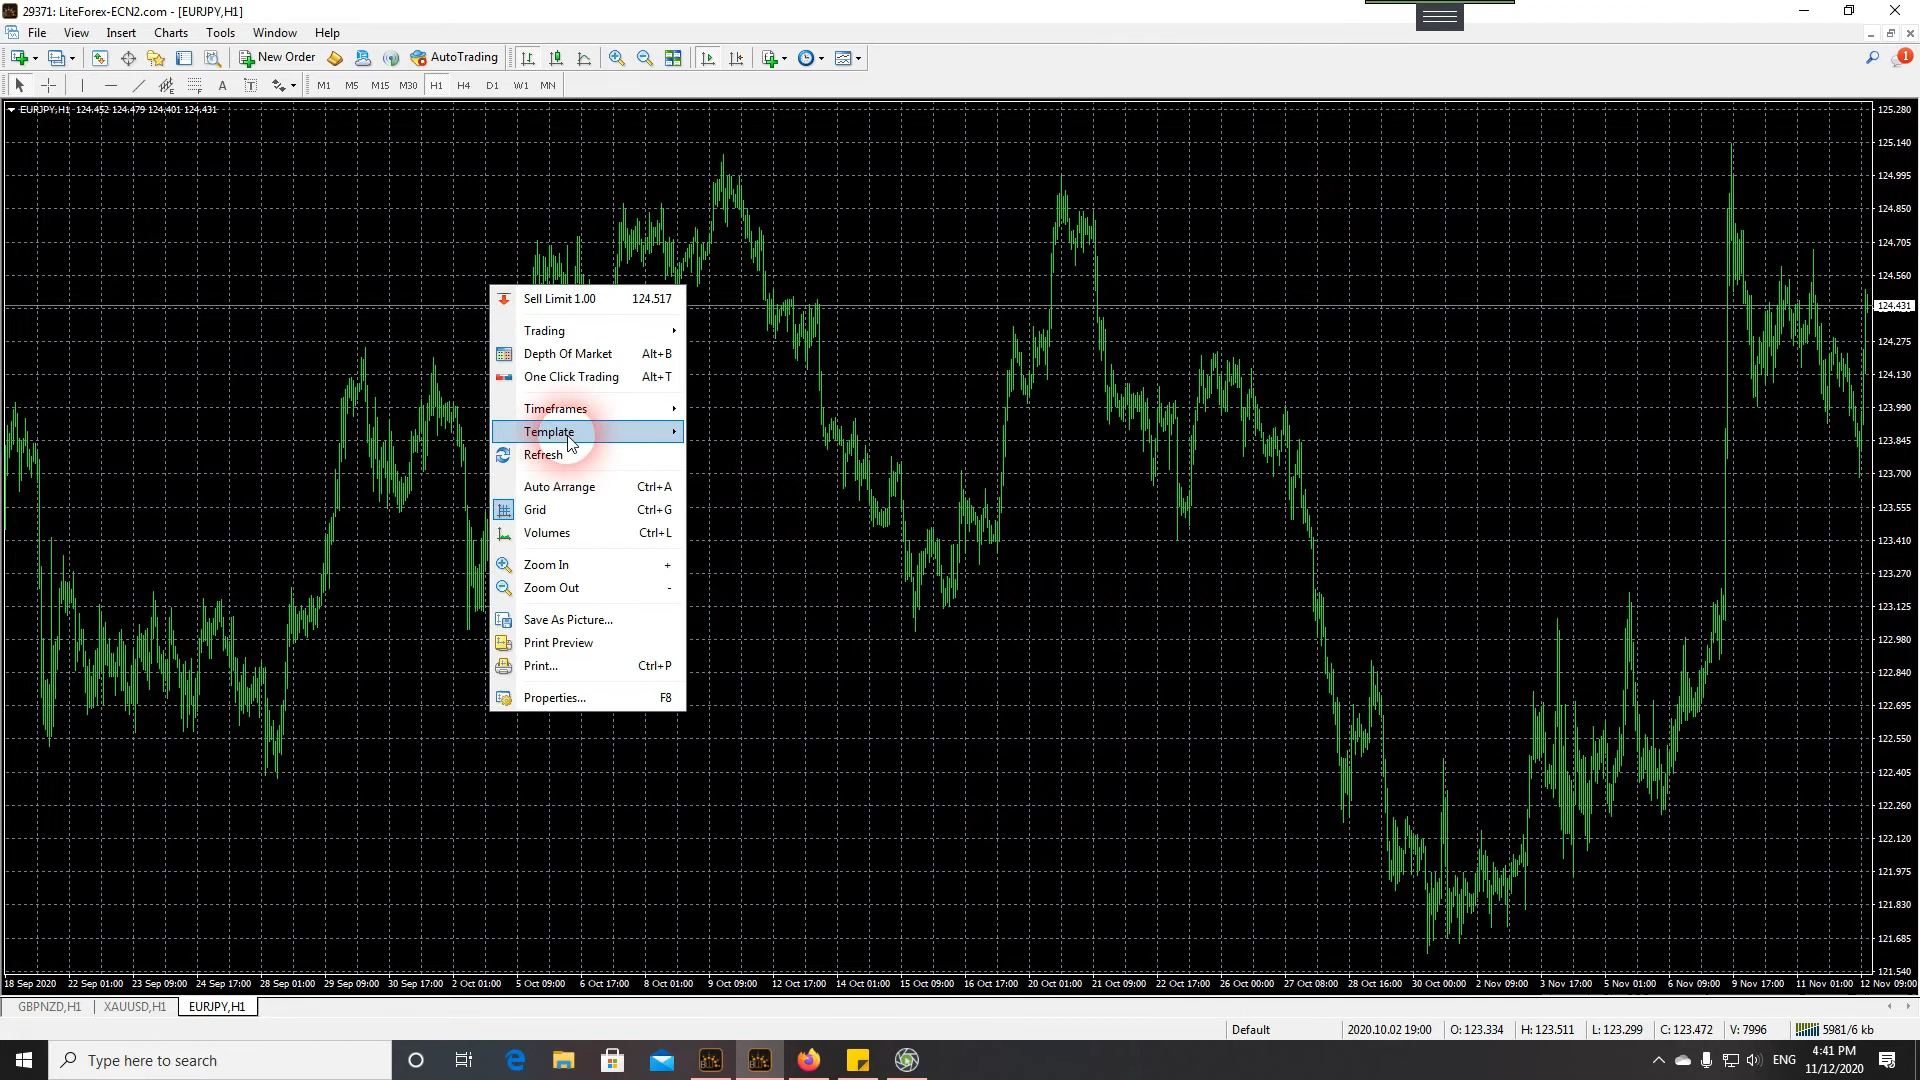 29371: LiteForex-ECN2.com - [EURJPY,H1]
File View Insert Charts Tools Window Help
New Order AutoTrading 1
A T F M1 M5 M15 M30 H1 H4 D1 W1 MN
EURJPY,H1 124.452 124.479 124.401 124.431
125.280
125.140
124.995
124.850
124.705
124.560
124.431
124.275
124.130
123.990
123.845
123.700
123.555
123.410
123.270
123.125
122.980
122.840
122.695
122.550
122.405
122.260
122.120
121.975
121.830
121.685
121.540
Sell Limit 1.00 124.517
Trading
Depth Of Market Alt+B
One Click Trading Alt+T
Timeframes
Template
Refresh
Auto Arrange Ctrl+A
Grid Ctrl+G
Volumes Ctrl+L
Zoom In +
Zoom Out -
Save As Picture...
Print Preview
Print... Ctrl+P
Properties... F8
18 Sep 2020 22 Sep 01:00 23 Sep 09:00 24 Sep 17:00 28 Sep 01:00 29 Sep 09:00 30 Sep 17:00 2 Oct 01:00 5 Oct 09:00 6 Oct 17:00 8 Oct 01:00 9 Oct 09:00 12 Oct 17:00 14 Oct 01:00 15 Oct 09:00 16 Oct 17:00 20 Oct 01:00 21 Oct 09:00 22 Oct 17:00 26 Oct 00:00 27 Oct 08:00 28 Oct 16:00 30 Oct 00:00 2 Nov 09:00 3 Nov 17:00 5 Nov 01:00 6 Nov 09:00 9 Nov 17:00 11 Nov 01:00 12 Nov 09:00
GBPNZD,H1 XAUUSD,H1 EURJPY,H1
Default 2020.10.02 19:00 O: 123.334 H: 123.511 L: 123.299 C: 123.472 V: 7996 5981/6 kb
Type here to search
ENG
4:41 PM
11/12/2020